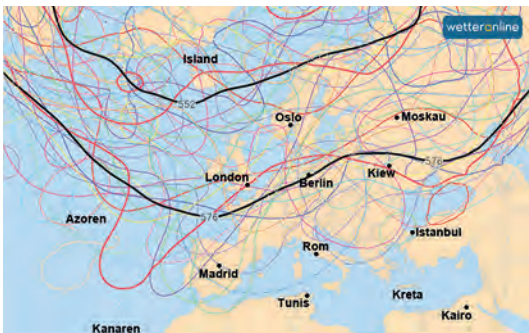 wetteronline
Island
552
Oslo
Moskau
576
London
Berlin
Kiew
Azoren
576
Istanbul
Rom
Madrid
Kreta
Tunis
Kairo
Kanaren